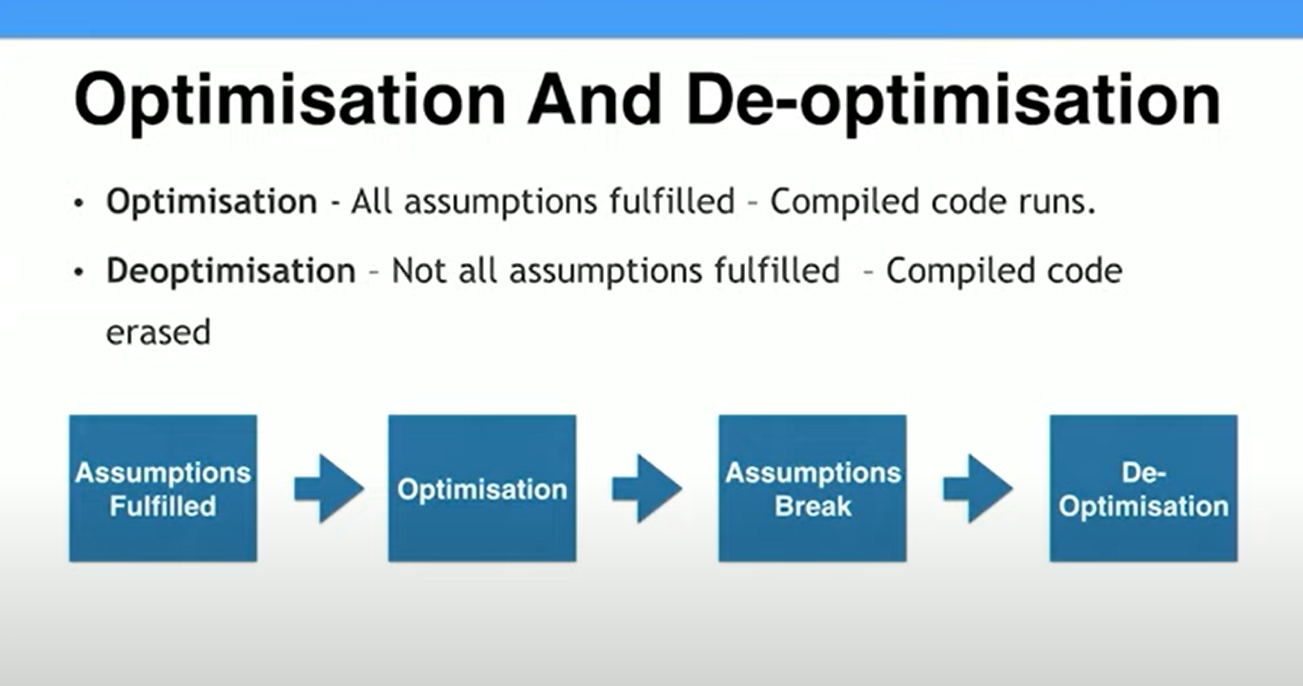 Optimisation And De-optimisation
• Optimisation - All assumptions fulfilled – Compiled code runs.
• Deoptimisation – Not all assumptions fulfilled – Compiled code
erased
Assumptions
Fulfilled
Optimisation
Assumptions
Break
De-
Optimisation